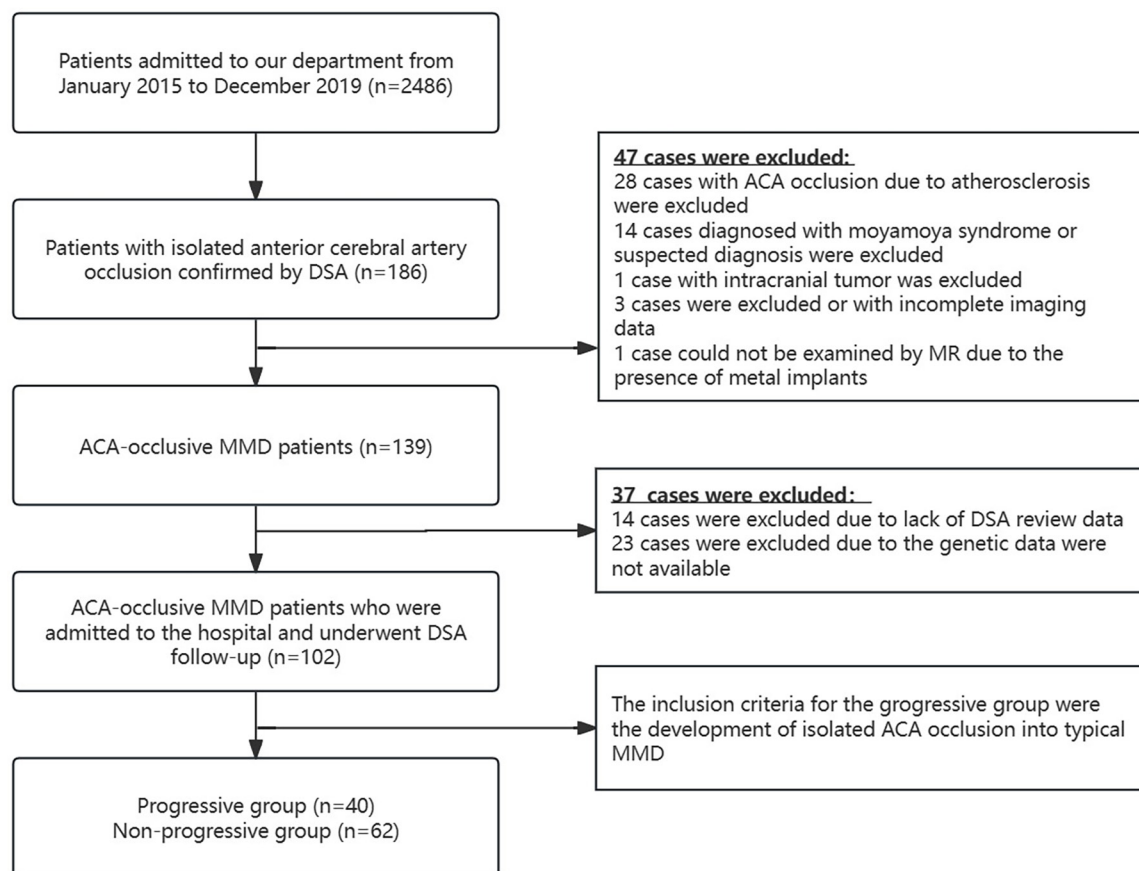 Patients admitted to our department from
January 2015 to December 2019 (n=2486)
Patients with isolated anterior cerebral artery
occlusion confirmed by DSA (n=186)
47 cases were excluded:
28 cases with ACA occlusion due to atherosclerosis
were excluded
14 cases diagnosed with moyamoya syndrome or
suspected diagnosis were excluded
1 case with intracranial tumor was excluded
3 cases were excluded or with incomplete imaging
data
1 case could not be examined by MR due to the
presence of metal implants
ACA-occlusive MMD patients (n=139)
37 cases were excluded:
14 cases were excluded due to lack of DSA review data
23 cases were excluded due to the genetic data were
not available
ACA-occlusive MMD patients who were
admitted to the hospital and underwent DSA
follow-up (n=102)
The inclusion criteria for the grogressive group were
the development of isolated ACA occlusion into typical
MMD
Progressive group (n=40)
Non-progressive group (n=62)